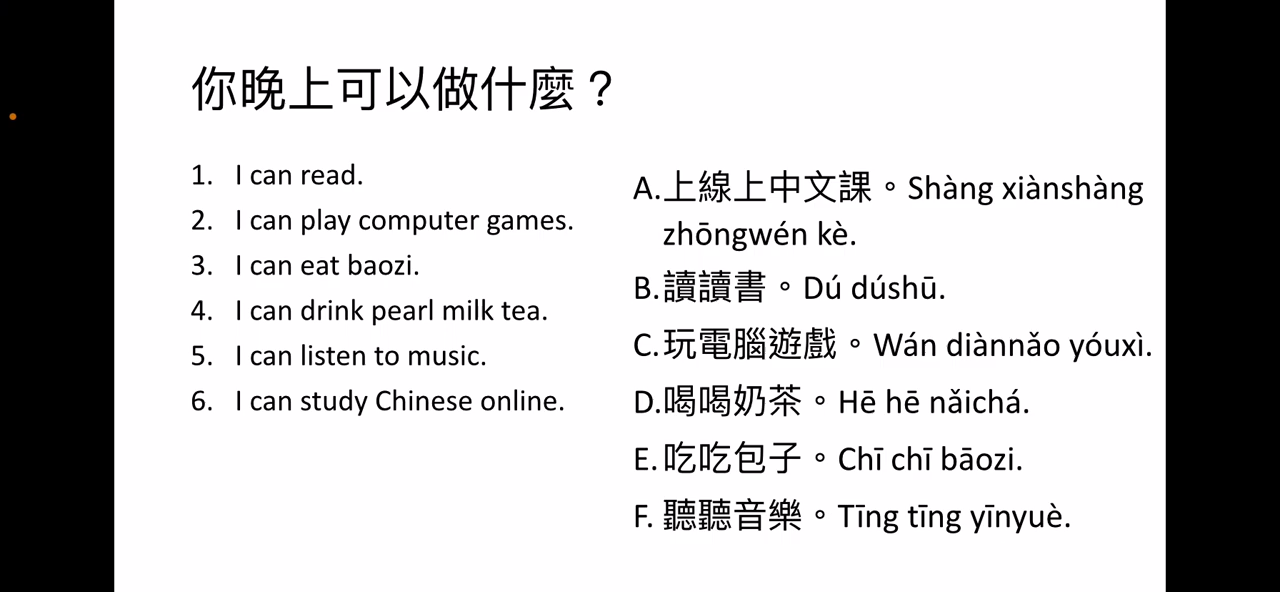 你晚上可以做什麼？
1. I can read.
2. I can play computer games.
3. I can eat baozi.
4. I can drink pearl milk tea.
5. I can listen to music.
6. I can study Chinese online.
A.上線上中文課。Shàng xiànshàng
zhōngwén kè.
B.讀讀書。Dú dúshū.
C.玩電腦遊戲。Wán diànnǎo yóuxì.
D.喝喝奶茶。Hē hē nǎichá.
E.吃吃包子。Chī chī bāozi.
F. 聽聽音樂。Tīng tīng yīnyuè.